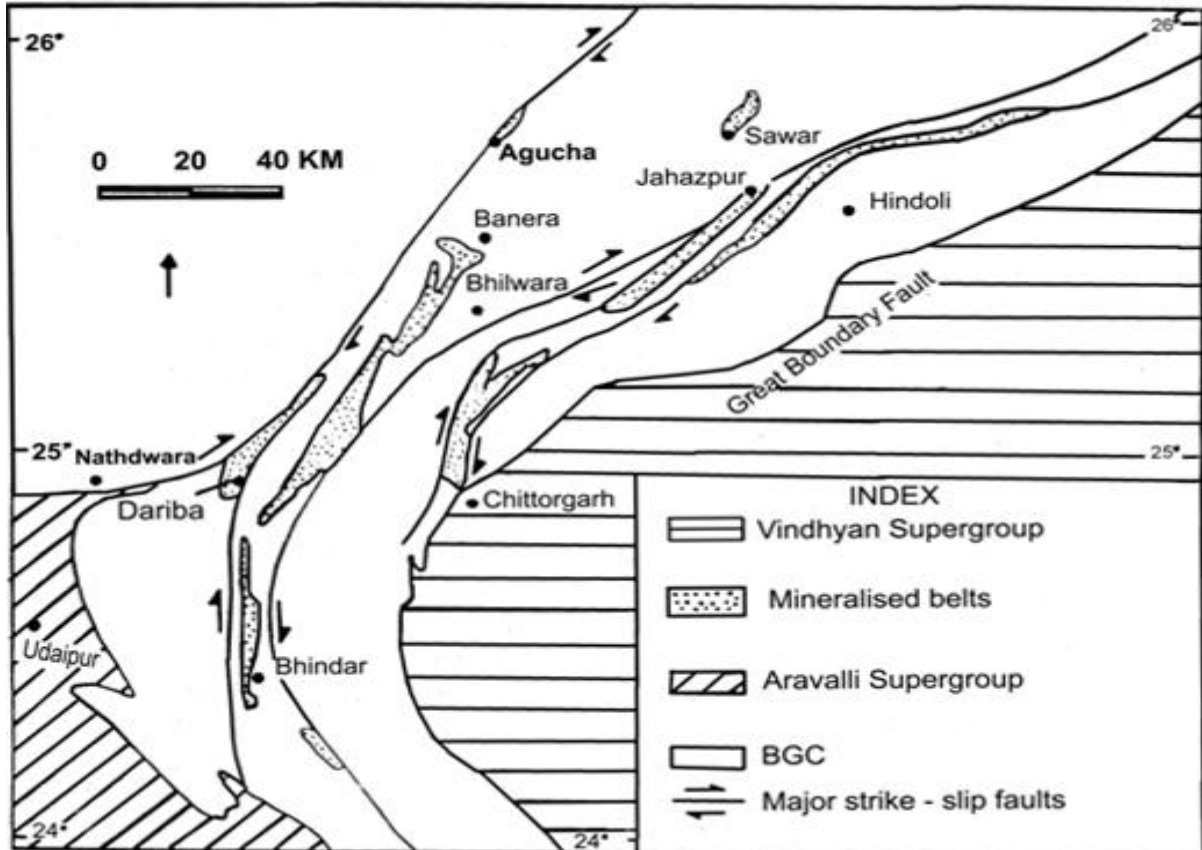 26°
26°
Sawar
Agucha
0 20 40 KM
Jahazpur
Hindoli
Banera
Bhilwara
Great Boundary Fault
25°
25°
Nathdwara
Dariba
Chittorgarh
INDEX
Vindhyan Supergroup
Mineralised belts
Udaipur
Bhindar
Aravalli Supergroup
BGC
Major strike - slip faults
24°
24°